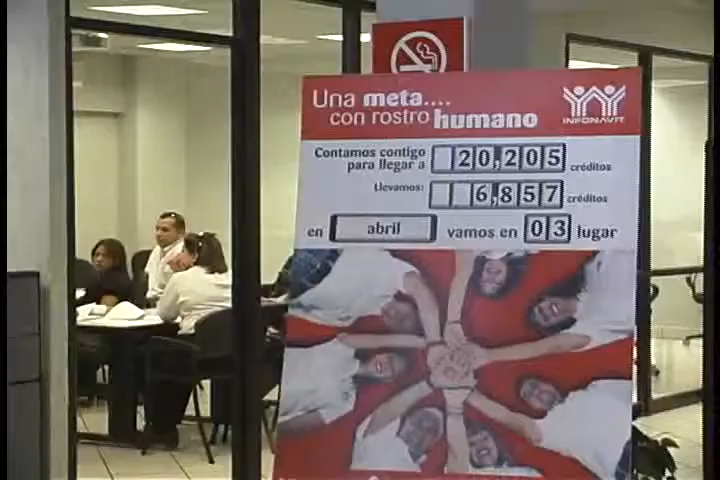 Una meta....
con rostro humano
INFONAVIT
Contamos contigo
para llegar a 20,205 créditos
Llevamos: 6,857 créditos
en abril vamos en 03 lugar